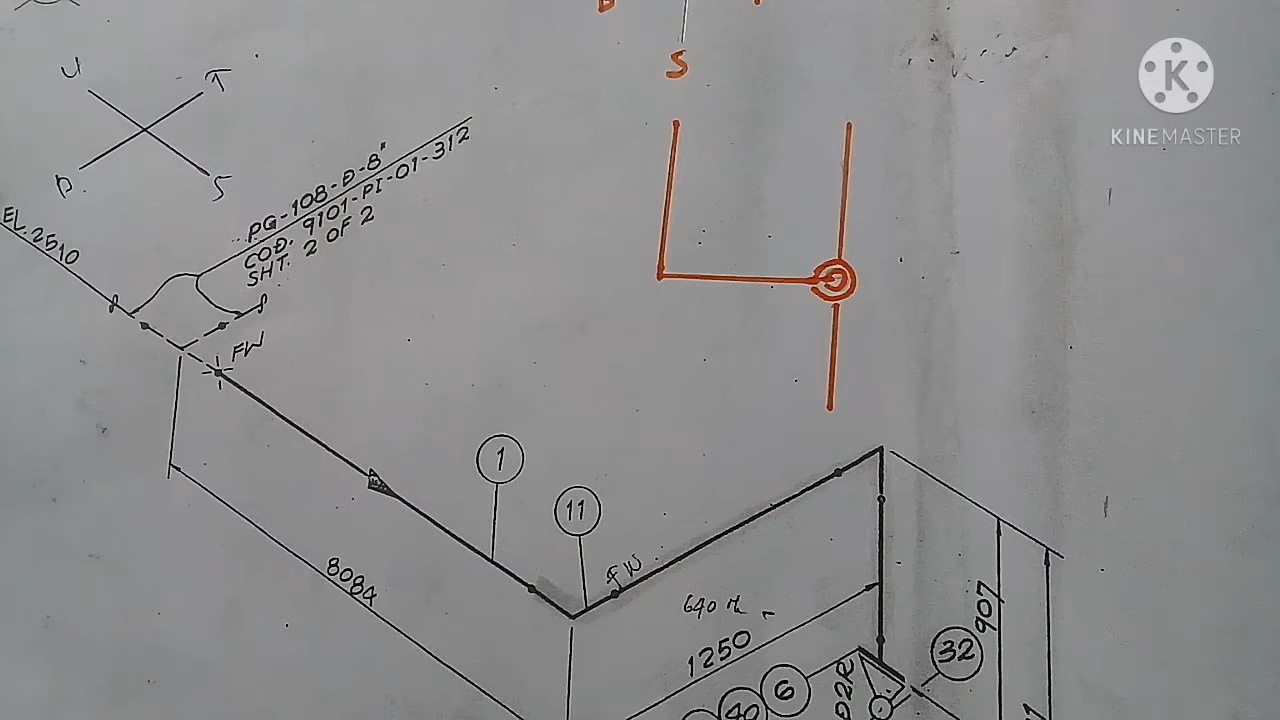 S
KINEMASTER
U
T
D.
S
PG-108-D-8"
COD. 9101-PI-01-312
SHT. 2 OF 2
EL. 2510
FW
1
11
FW
8084
640
1250
907
32
6
40
D2R